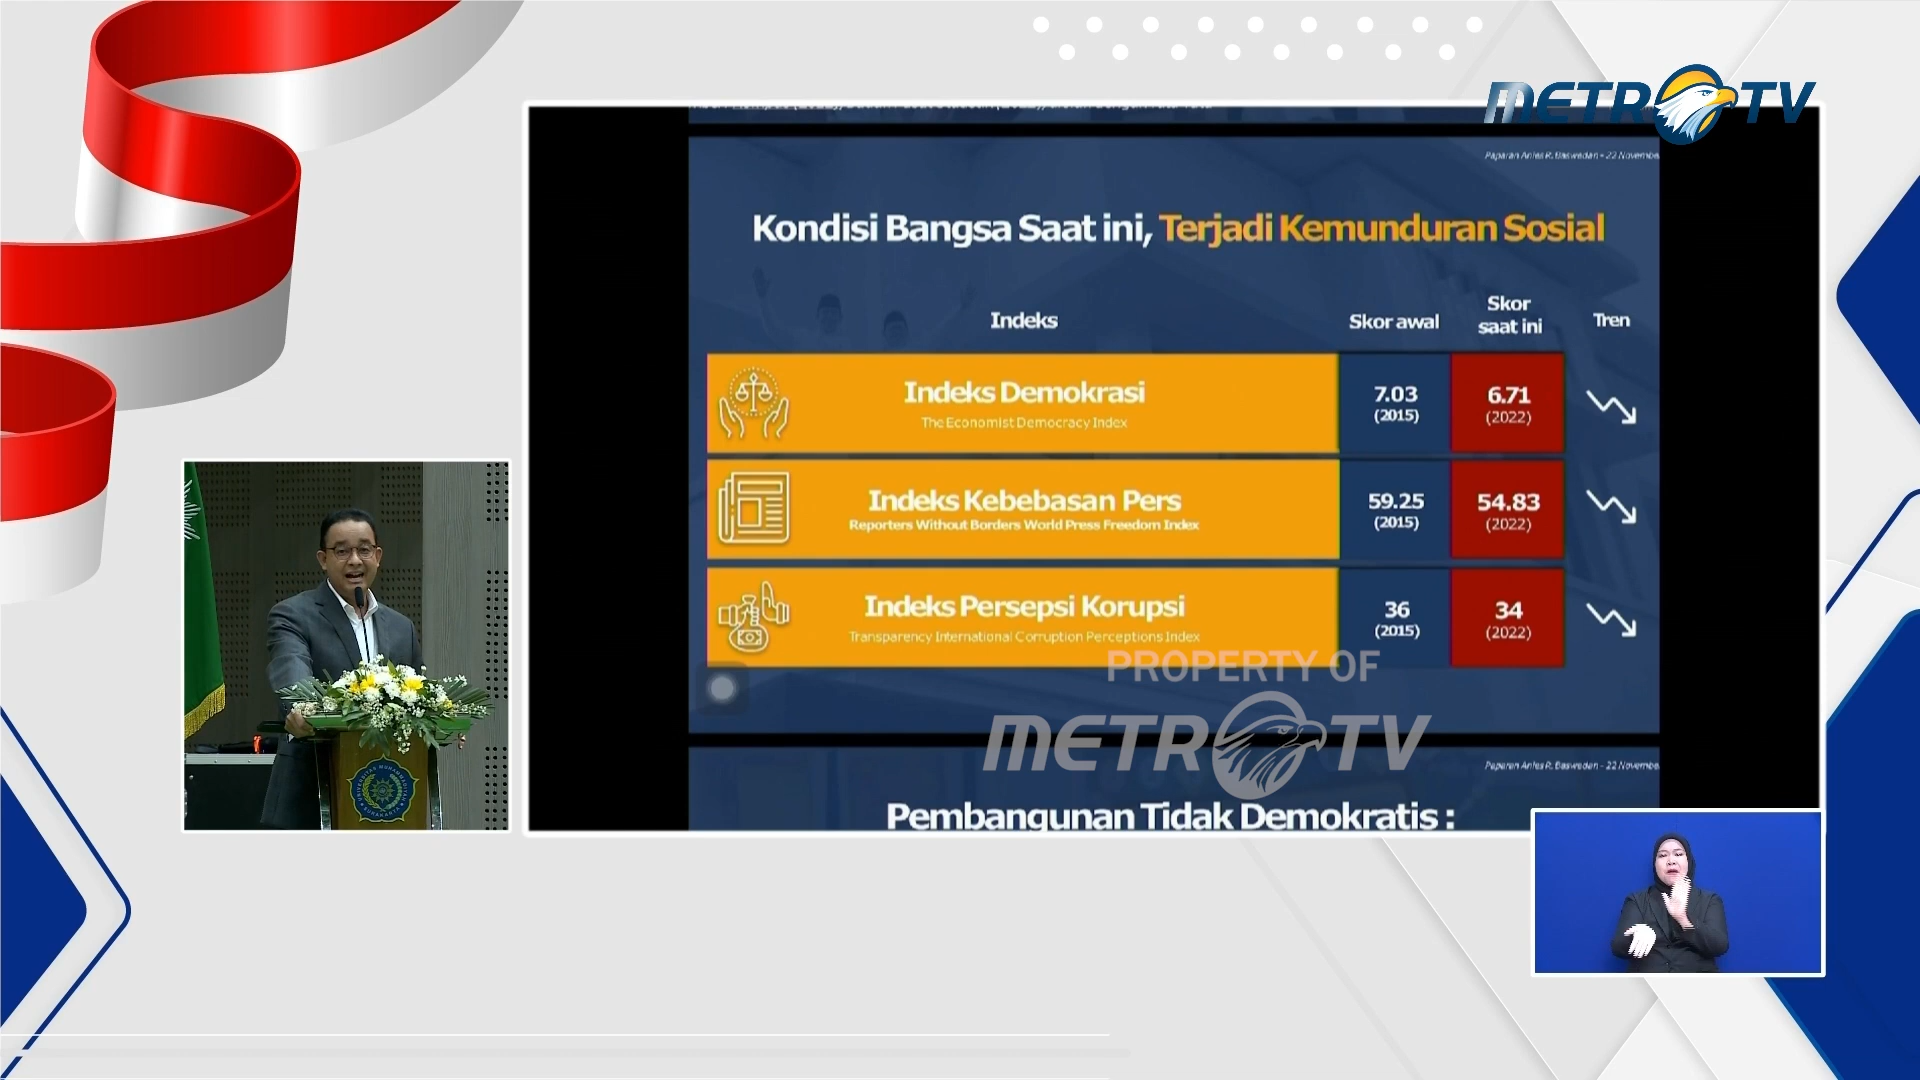 METRO TV
Paparan Anies R. Baswedan - 22 November
Kondisi Bangsa Saat ini, Terjadi Kemunduran Sosial
Indeks
Skor awal
Skor
saat ini
Tren
Indeks Demokrasi
The Economist Democracy Index
7.03
(2015)
6.71
(2022)
Indeks Kebebasan Pers
Reporters Without Borders World Press Freedom Index
59.25
(2015)
54.83
(2022)
Indeks Persepsi Korupsi
Transparency International Corruption Perceptions Index
36
(2015)
34
(2022)
PROPERTY OF
METRO TV
Paparan Anies R. Baswedan - 22 November
Pembangunan Tidak Demokratis :
UNIVERSITAS MUHAMMADIYAH
SURAKARTA